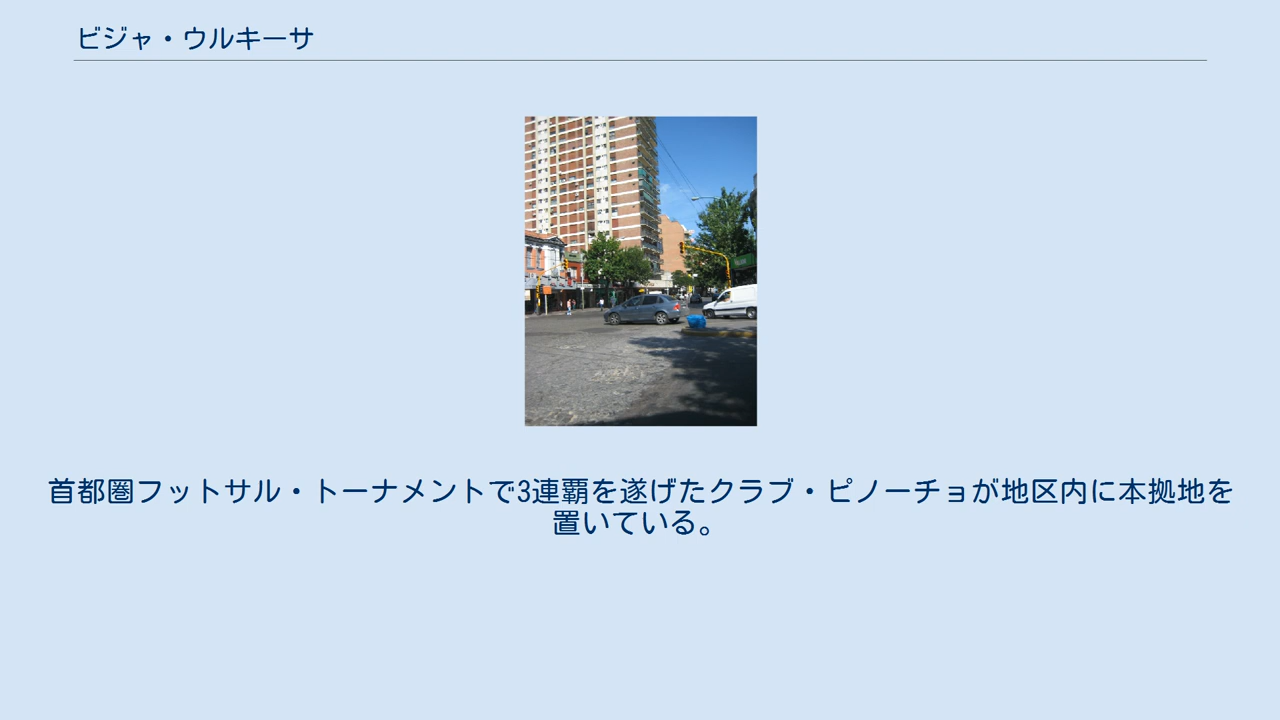 ビジャ・ウルキーサ
首都圏フットサル・トーナメントで3連覇を遂げたクラブ・ピノーチョが地区内に本拠地を
置いている。